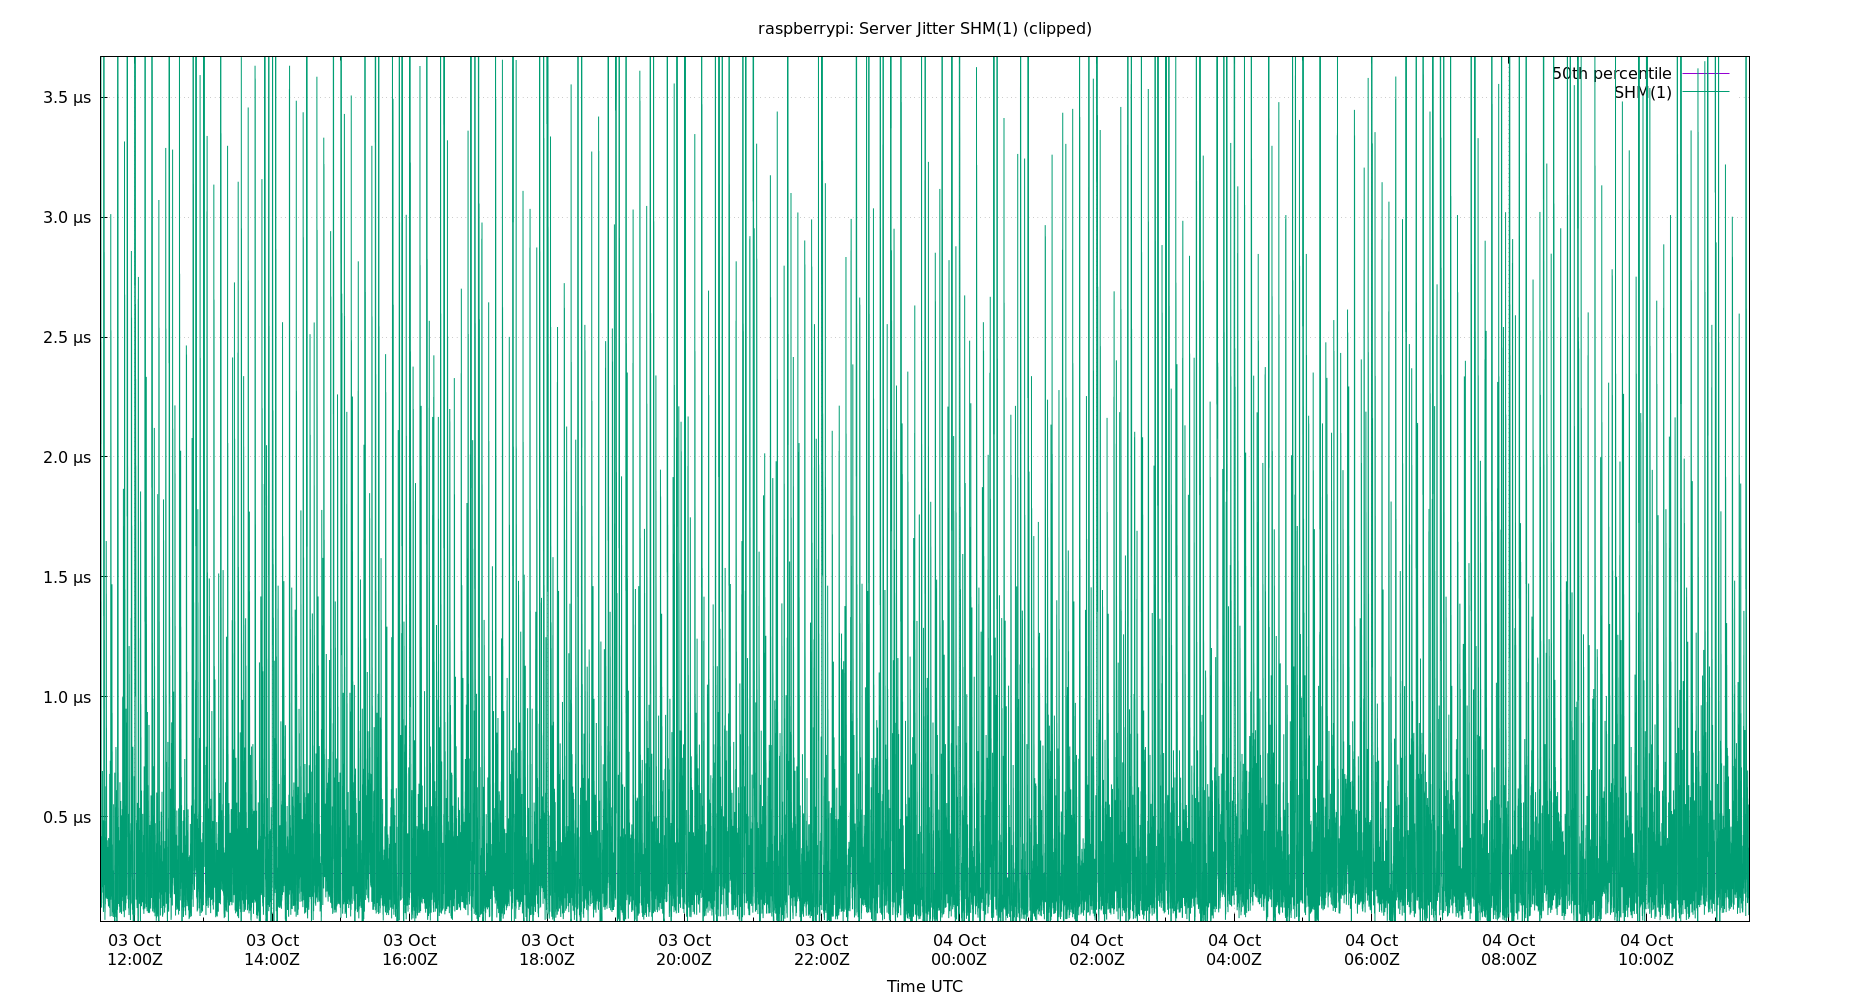 raspberrypi: Server Jitter SHM(1) (clipped)
50th percentile
SHM(1)
3.5 µs
3.0 µs
2.5 µs
2.0 µs
1.5 µs
1.0 µs
0.5 µs
03 Oct 03 Oct 03 Oct 03 Oct 03 Oct 03 Oct 04 Oct 04 Oct 04 Oct 04 Oct 04 Oct 04 Oct
12:00Z 14:00Z 16:00Z 18:00Z 20:00Z 22:00Z 00:00Z 02:00Z 04:00Z 06:00Z 08:00Z 10:00Z
Time UTC